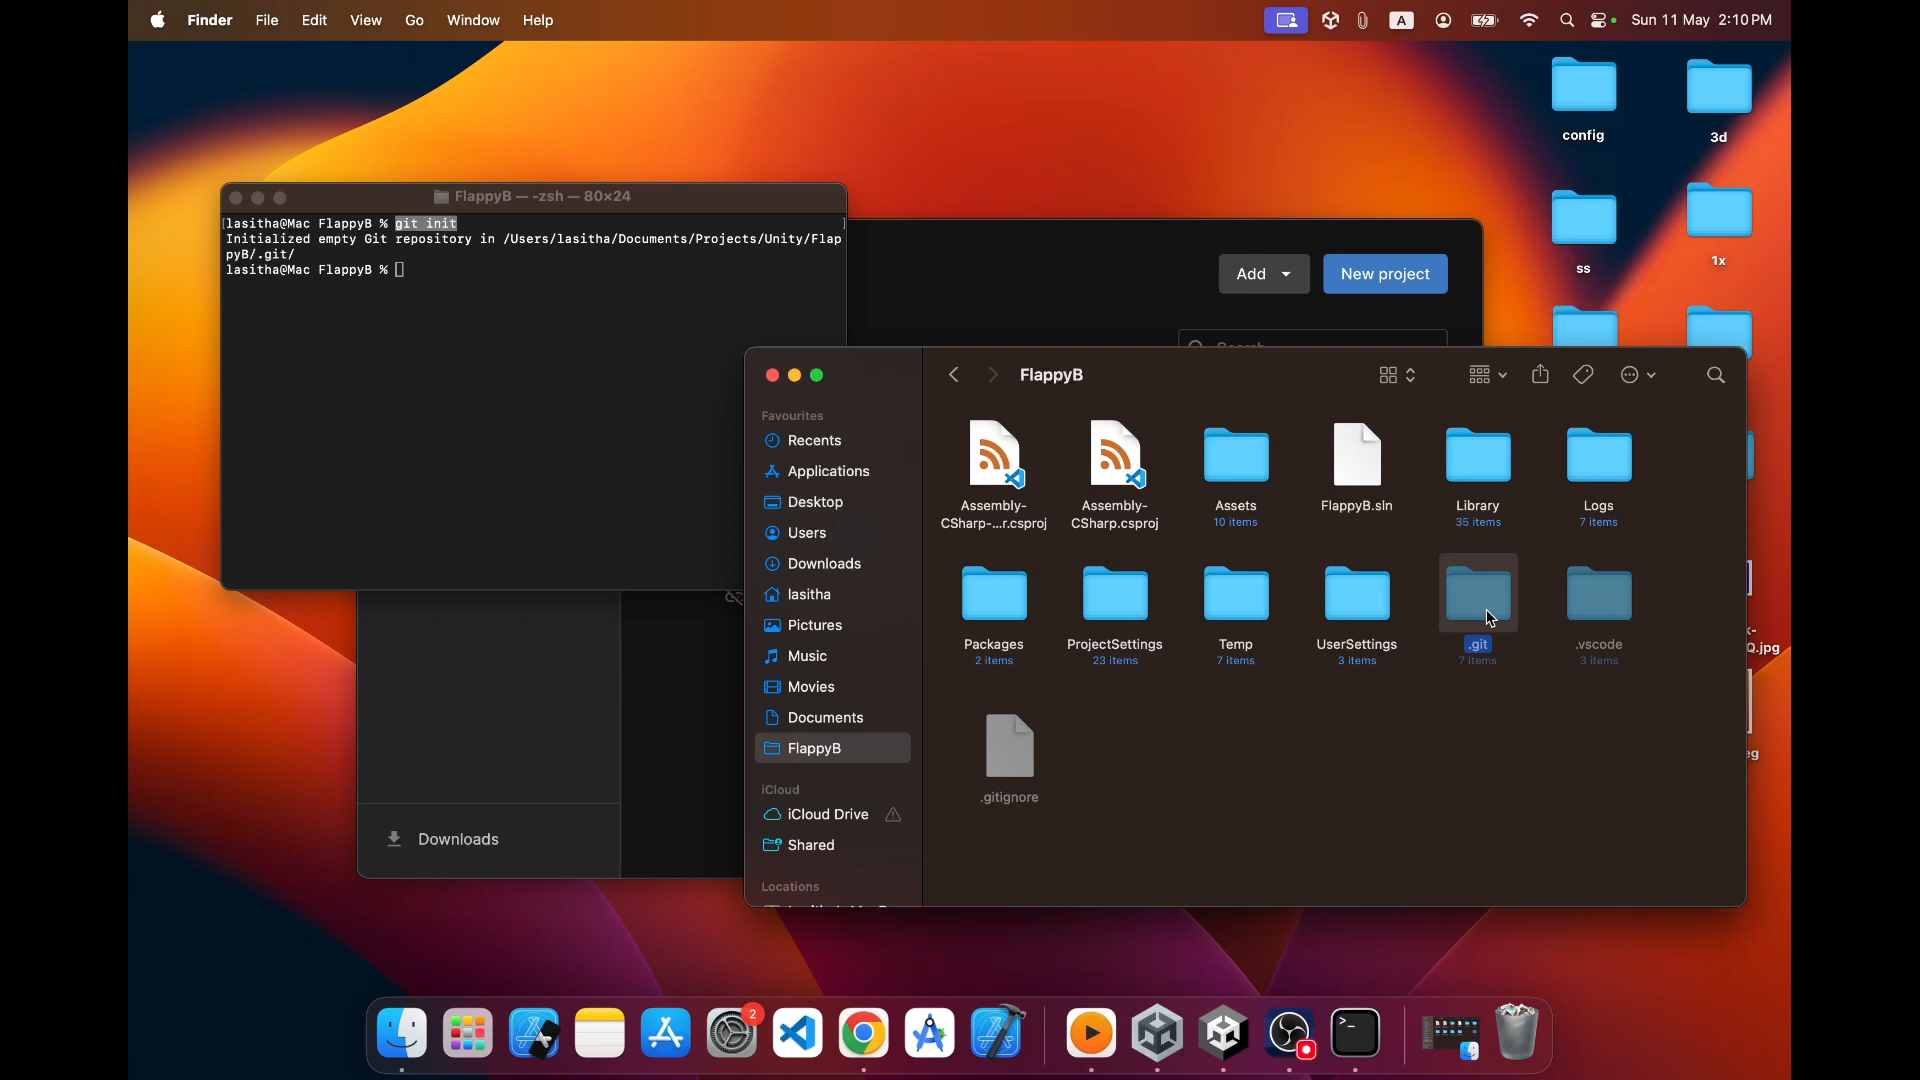 Finder File Edit View Go Window Help
A
Sun 11 May 2:10 PM
config
3d
ss
1x
FlappyB — -zsh — 80×24
[lasitha@Mac FlappyB % git init ]
Initialized empty Git repository in /Users/lasitha/Documents/Projects/Unity/Flap
pyB/.git/
lasitha@Mac FlappyB %
Add
New project
Downloads
FlappyB
Favourites
Recents
Applications
Desktop
Users
Downloads
lasitha
Pictures
Music
Movies
Documents
FlappyB
iCloud
iCloud Drive
Shared
Locations
Assembly-
CSharp-...r.csproj
Assembly-
CSharp.csproj
Assets
10 items
FlappyB.sln
Library
35 items
Logs
7 items
Packages
2 items
ProjectSettings
23 items
Temp
7 items
UserSettings
3 items
.git
7 items
.vscode
3 items
.gitignore
Q.jpg
2